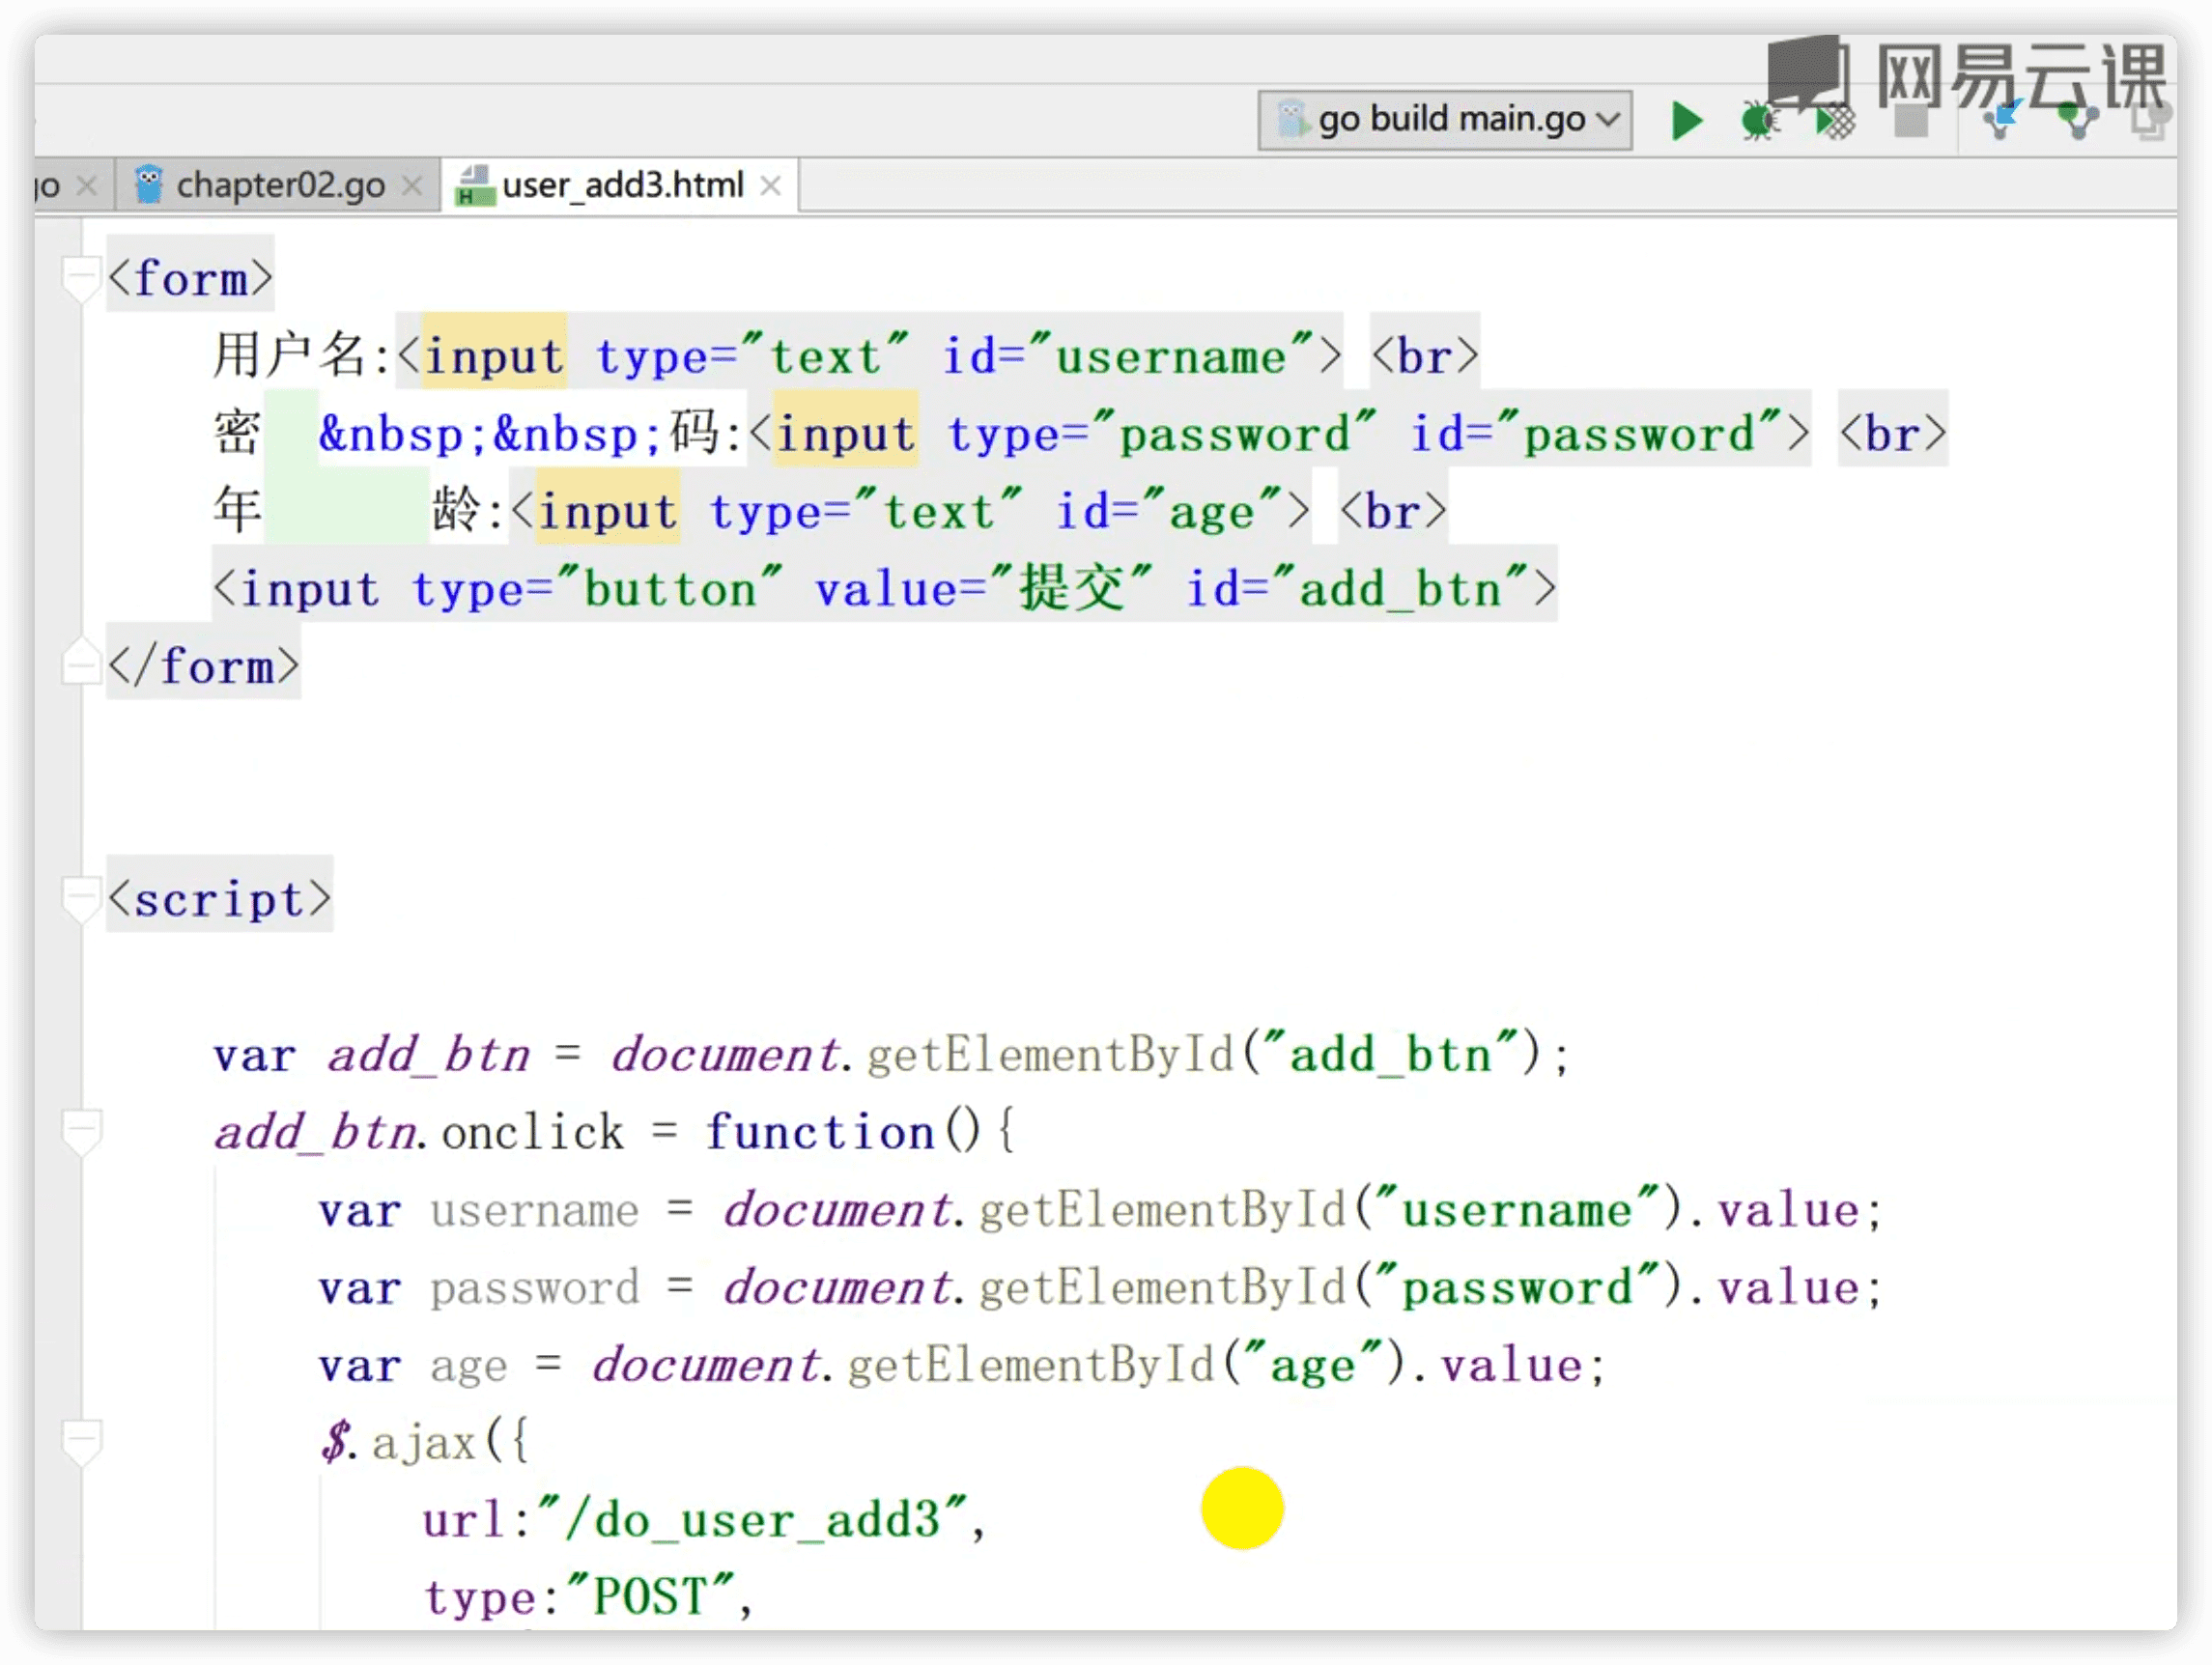 网易云课
go build main.go
go chapter02.go user_add3.html
<form>
用户名:<input type="text" id="username"> <br>
密 &nbsp;&nbsp;码:<input type="password" id="password"> <br>
年 龄:<input type="text" id="age"> <br>
<input type="button" value="提交" id="add_btn">
</form>
<script>
var add_btn = document.getElementById("add_btn");
add_btn.onclick = function(){
var username = document.getElementById("username").value;
var password = document.getElementById("password").value;
var age = document.getElementById("age").value;
$.ajax({
url:"/do_user_add3",
type:"POST",